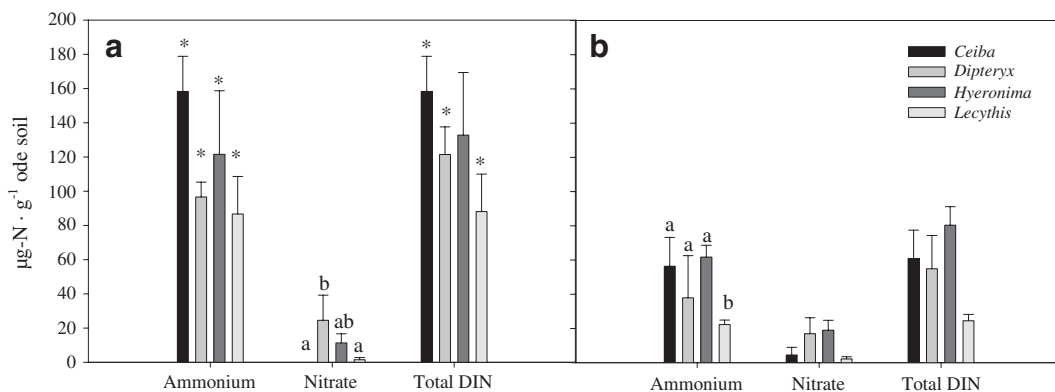 200
180
160
140
120
100
80
60
40
20
0
µg-N · g⁻¹ ode soil
a
* * * *
a b ab a
* * *
Ammonium Nitrate Total DIN
b
Ceiba
Dipteryx
Hyeronima
Lecythis
a a a b
Ammonium Nitrate Total DIN